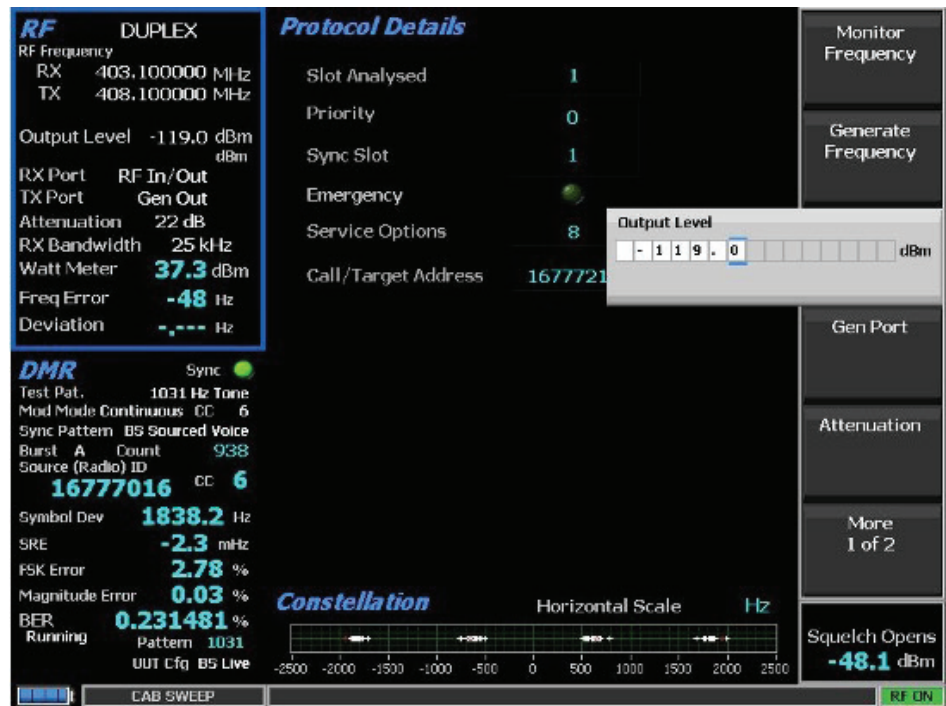 RF DUPLEX
RF Frequency
RX 403.100000 MHz
TX 408.100000 MHz
Output Level -119.0 dBm
dBm
RX Port RF In/Out
TX Port Gen Out
Attenuation 22 dB
RX Bandwidth 25 kHz
Watt Meter 37.3 dBm
Freq Error -48 Hz
Deviation -.--- Hz
DMR Sync
Test Pat. 1031 Hz Tone
Mod Mode Continuous CC 6
Sync Pattern BS Sourced Voice
Burst A Count 938
Source (Radio) ID
16777016 CC 6
Symbol Dev 1838.2 Hz
SRE -2.3 mHz
FSK Error 2.78 %
Magnitude Error 0.03 %
BER 0.231481 %
Running Pattern 1031
UUT Cfg BS Live
Protocol Details
Slot Analysed 1
Priority 0
Sync Slot 1
Emergency
Service Options 8
Call/Target Address 1677721
Output Level
-119.0 dBm
Constellation Horizontal Scale Hz
-2500 -2000 -1500 -1000 -500 0 500 1000 1500 2000 2500
Monitor
Frequency
Generate
Frequency
Gen Port
Attenuation
More
1 of 2
Squelch Opens
-48.1 dBm
CAB SWEEP
RF ON